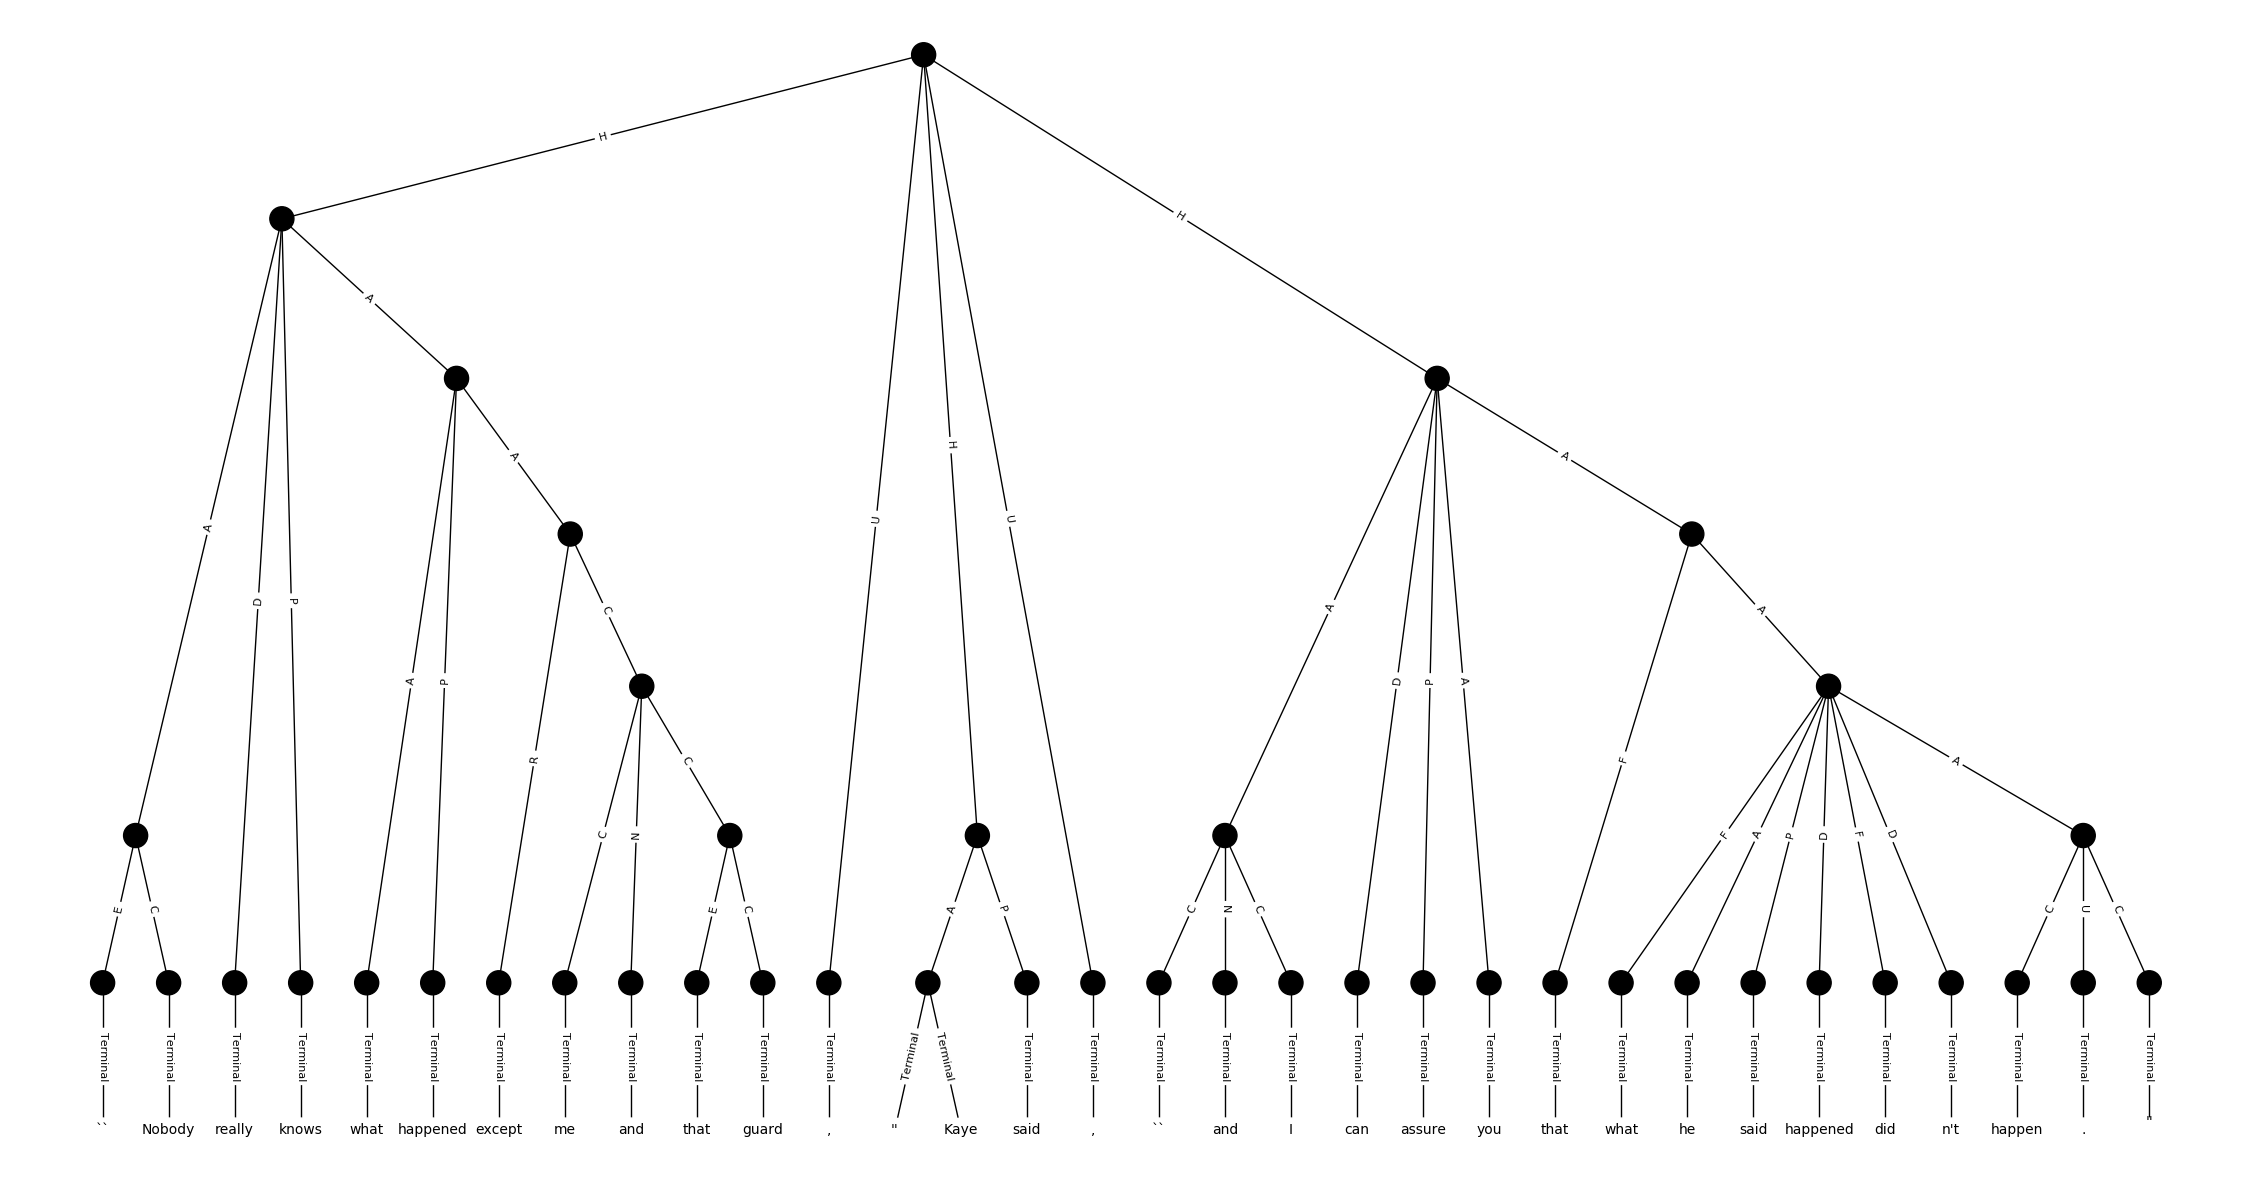 H
H
A
H
A
A
A
U
U
A
D
P
C
A
A
A
P
D
P
A
R
C
F
A
C
N
F
A
P
D
F
D
E
C
E
C
A
P
C
N
C
C
U
C
Terminal Terminal Terminal Terminal Terminal Terminal Terminal Terminal Terminal Terminal Terminal Terminal Terminal Terminal Terminal Terminal Terminal Terminal Terminal Terminal Terminal Terminal Terminal Terminal Terminal Terminal Terminal Terminal Terminal Terminal Terminal Terminal
`` Nobody really knows what happened except me and that guard , " Kaye said , `` and I can assure you that what he said happened did n't happen . "